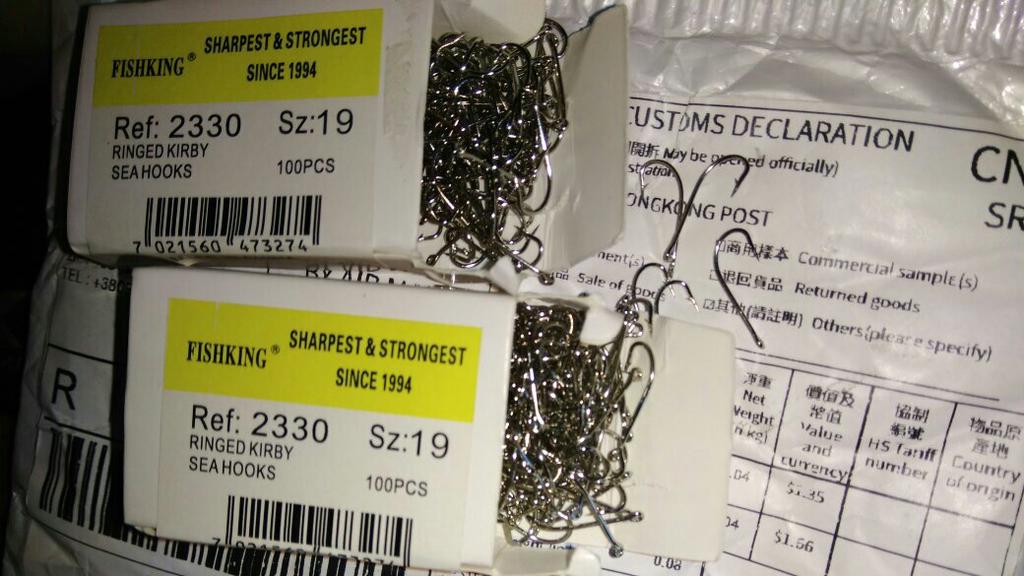 FISHKING® SHARPEST & STRONGEST
SINCE 1994
Ref: 2330 Sz:19
RINGED KIRBY
SEA HOOKS 100PCS
7 021560 473274
FISHKING® SHARPEST & STRONGEST
SINCE 1994
Ref: 2330 Sz:19
RINGED KIRBY
SEA HOOKS 100PCS
CUSTOMS DECLARATION
CN
May be opened officially)
SR
ONGKONG POST
商用樣本 Commercial sample(s)
Sale of goods
退回貨品 Returned goods
其他(請註明) Others(please specify)
TEL: +380
R
淨重
Net
Weight
價值及
幣值
Value
and
currency
協制
編號
HS Tariff
number
物品原
產地
Country
of origin
.04 $1.35
.04 $1.66
0.08